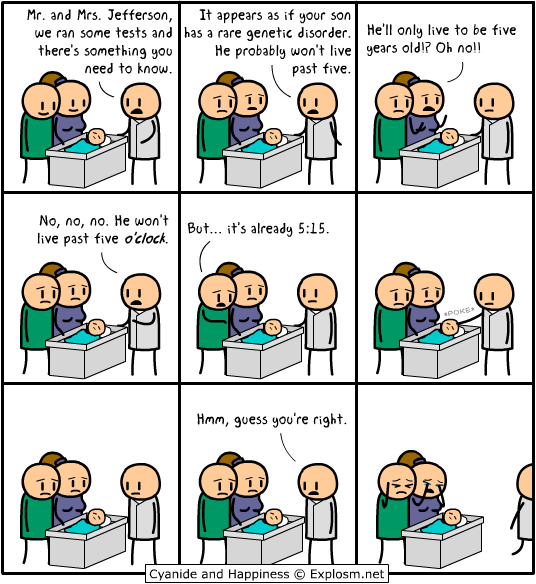 Mr. and Mrs. Jefferson,
we ran some tests and
there's something you
need to know.
It appears as if your son
has a rare genetic disorder.
He probably won't live
past five.
He'll only live to be five
years old!? Oh no!!
No, no, no. He won't
live past five o'clock.
But... it's already 5:15.
*POKE*
Hmm, guess you're right.
Cyanide and Happiness © Explosm.net